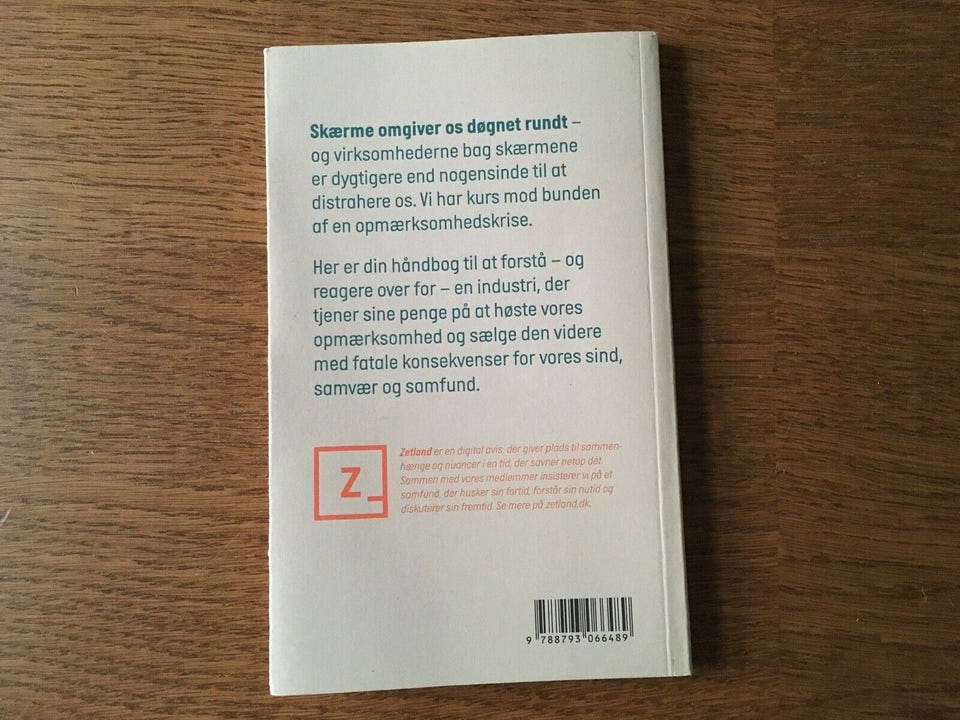 Skærme omgiver os døgnet rundt –
og virksomhederne bag skærmene
er dygtigere end nogensinde til at
distrahere os. Vi har kurs mod bunden
af en opmærksomhedskrise.
Her er din håndbog til at forstå – og
reagere over for – en industri, der
tjener sine penge på at høste vores
opmærksomhed og sælge den videre
med fatale konsekvenser for vores sind,
samvær og samfund.
Z_
Zetland er en digital avis, der giver plads til sammen-
hænge og nuancer i en tid, der savner netop dét.
Sammen med vores medlemmer insisterer vi på et
samfund, der husker sin fortid, forstår sin nutid og
diskuterer sin fremtid. Se mere på zetland.dk.
9 788793 066489